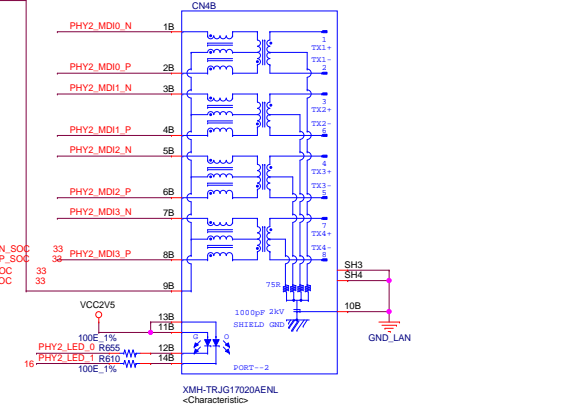 CN4B
PHY2_MDI0_N 1B
1
TX1+
TX1-
PHY2_MDI0_P 2B 2
PHY2_MDI1_N 3B 3
TX2+
TX2-
PHY2_MDI1_P 4B 6
PHY2_MDI2_N 5B 4
TX3+
TX3-
PHY2_MDI2_P 6B 5
PHY2_MDI3_N 7B 7
TX4+
N_SOC 33 TX4-
P_SOC 33 PHY2_MDI3_P 8B 8
OC 33
OC 33
SH3
SH4
9B 75R
VCC2V5 1000pF 2kV 10B
13B SHIELD GND
11B GND_LAN
100E_1% G O
PHY2_LED_0 R655 12B
16 PHY2_LED_1 R610 14B
100E_1% PORT--2
XMH-TRJG17020AENL
<Characteristic>